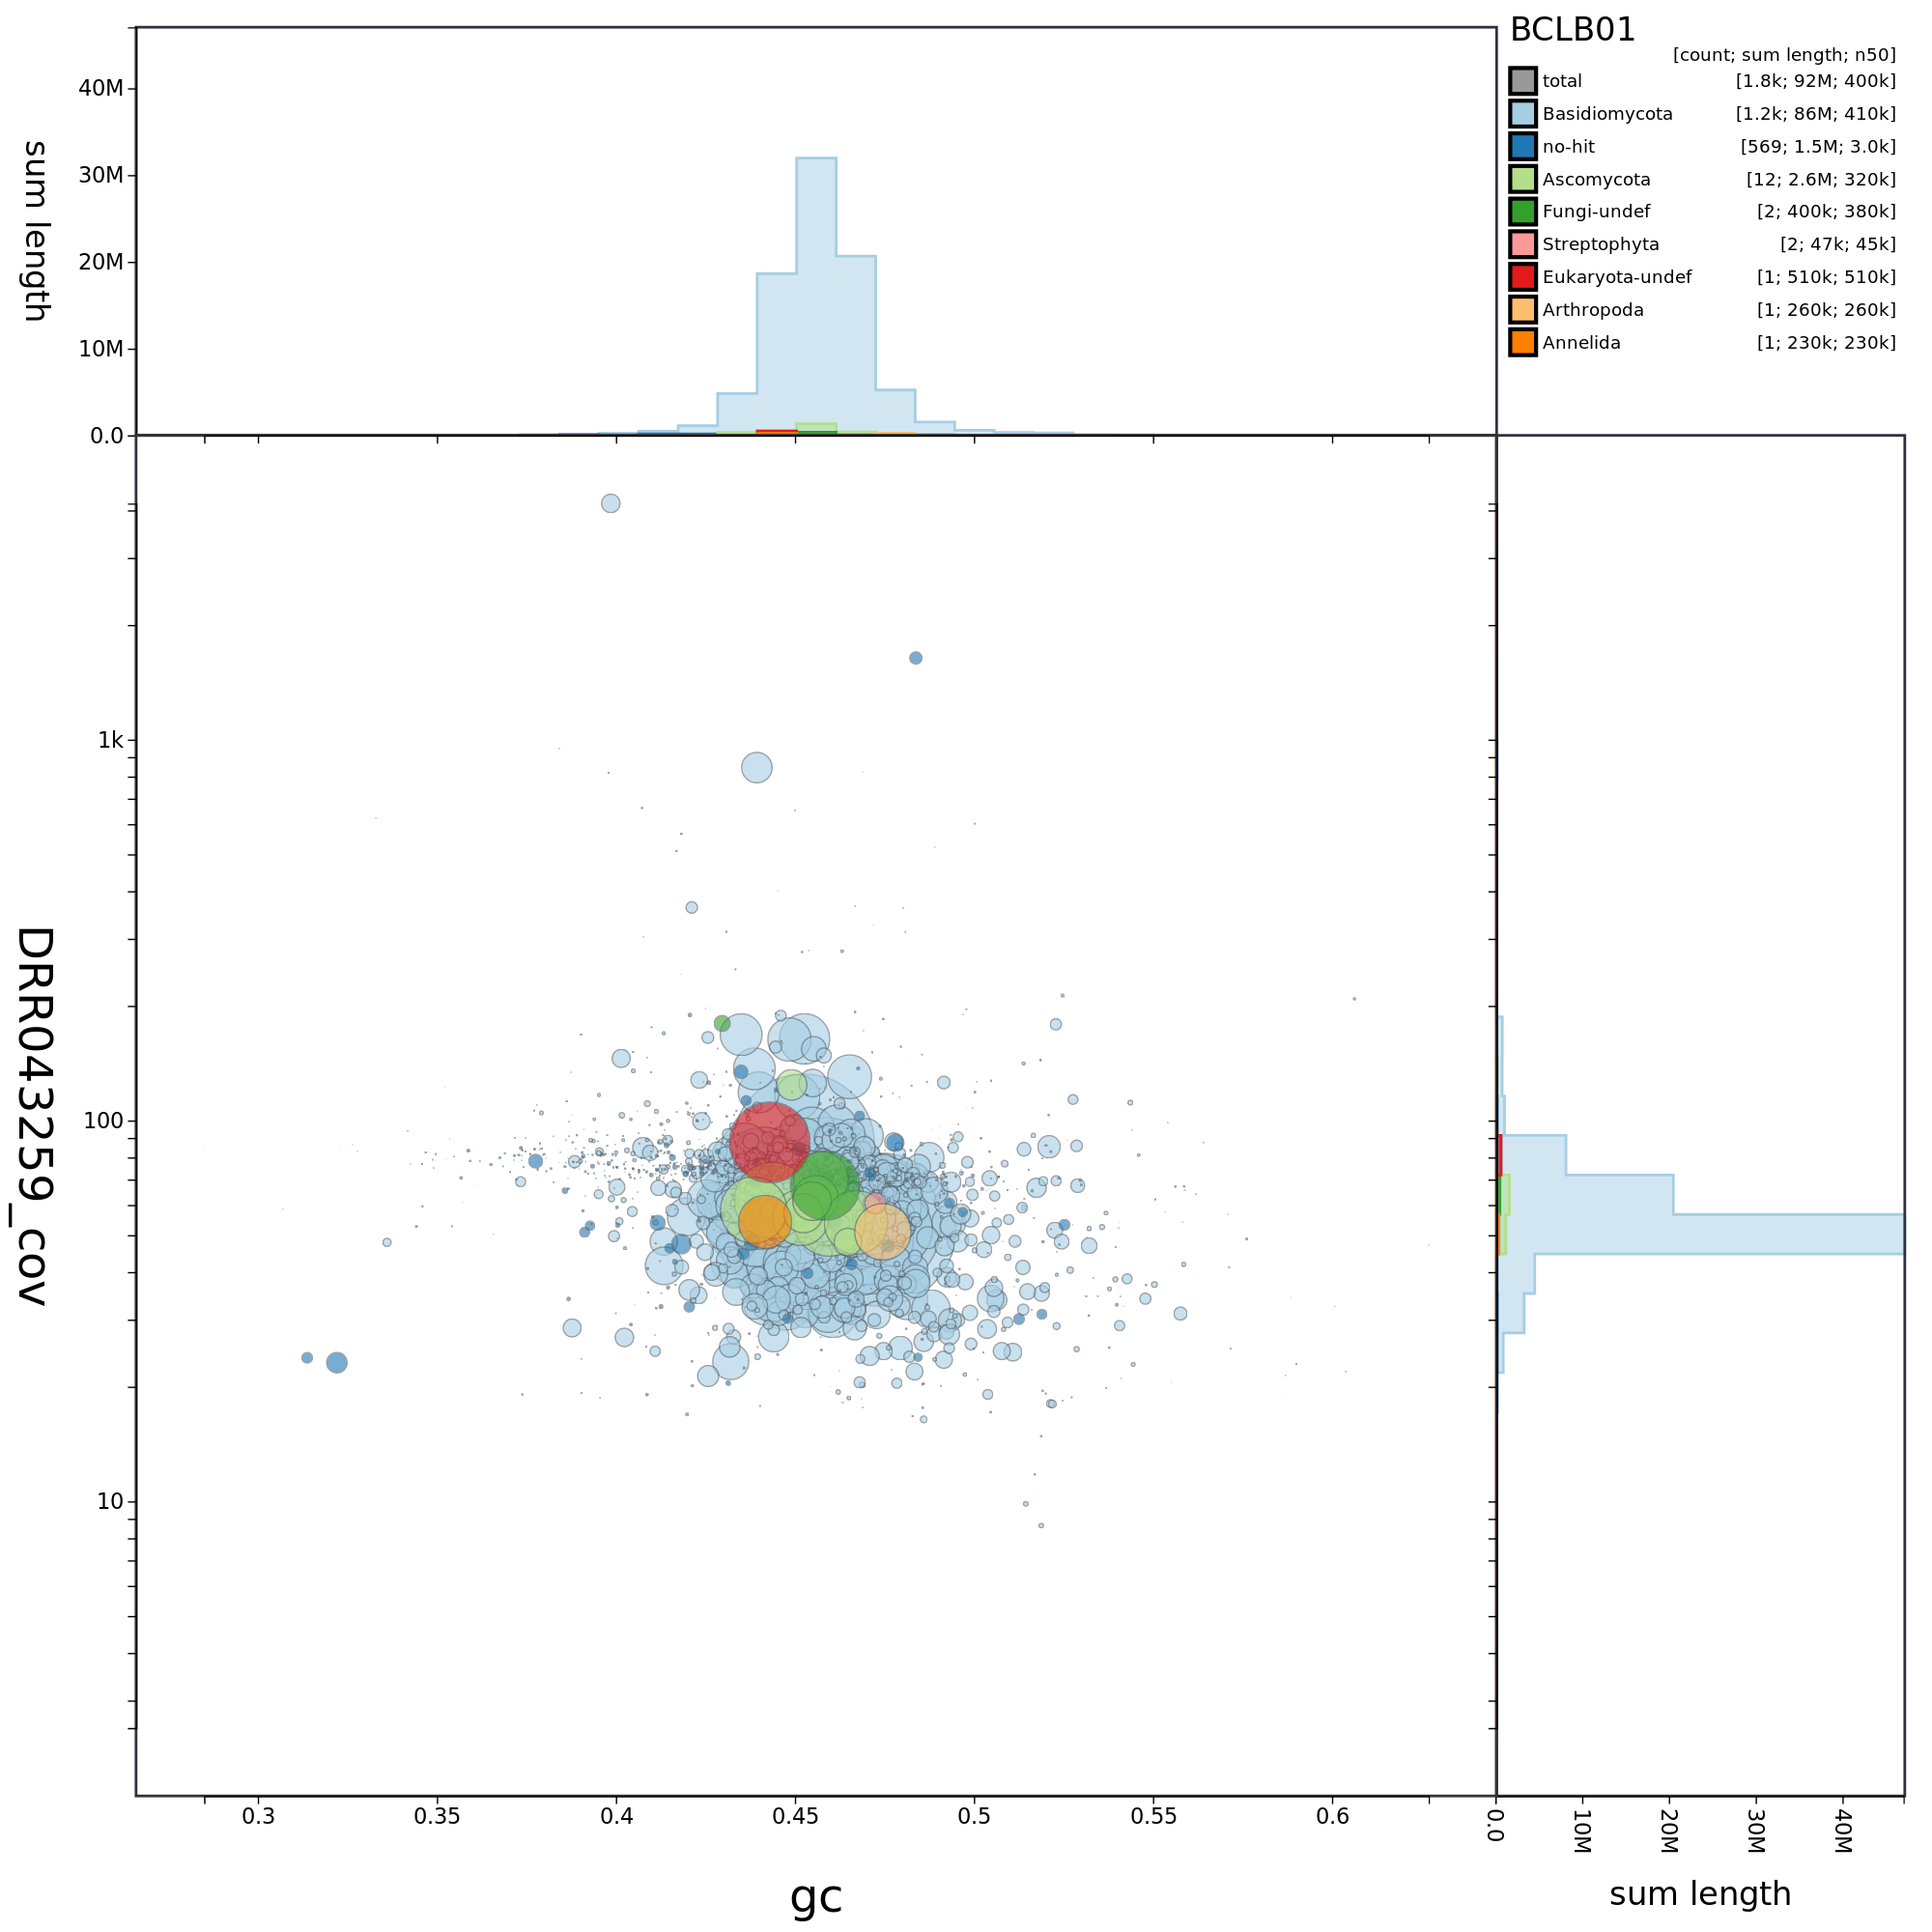 BCLB01
[count; sum length; n50]
total [1.8k; 92M; 400k]
Basidiomycota [1.2k; 86M; 410k]
no-hit [569; 1.5M; 3.0k]
Ascomycota [12; 2.6M; 320k]
Fungi-undef [2; 400k; 380k]
Streptophyta [2; 47k; 45k]
Eukaryota-undef [1; 510k; 510k]
Arthropoda [1; 260k; 260k]
Annelida [1; 230k; 230k]
sum length
40M
30M
20M
10M
0.0
DRR043259_cov
1k
100
10
0.3 0.35 0.4 0.45 0.5 0.55 0.6
gc
0.0 10M 20M 30M 40M
sum length